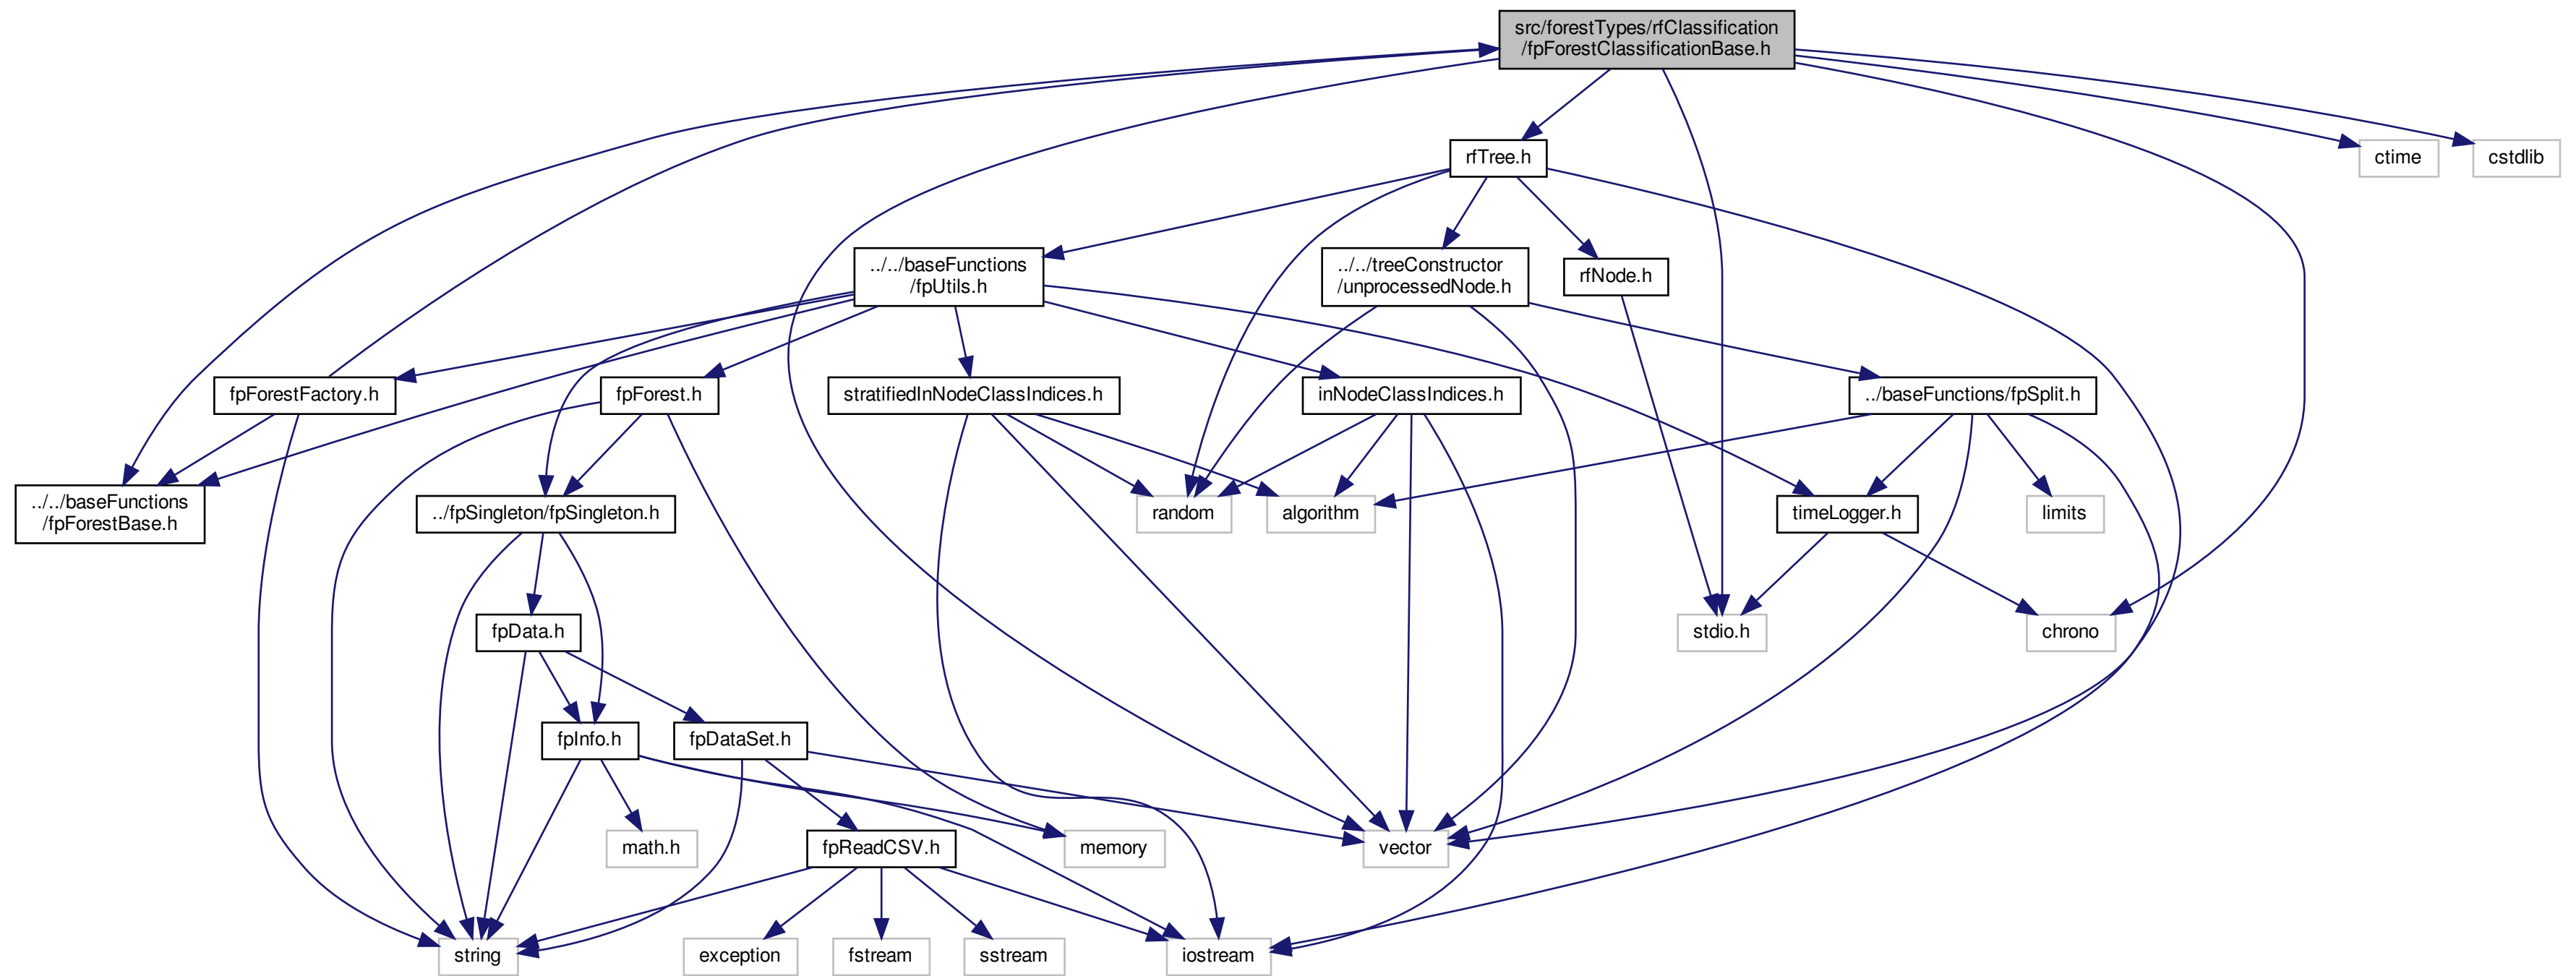 src/forestTypes/rfClassification
/fpForestClassificationBase.h
rfTree.h
ctime
cstdlib
../../baseFunctions
/fpUtils.h
../../treeConstructor
/unprocessedNode.h
rfNode.h
fpForestFactory.h
fpForest.h
stratifiedInNodeClassIndices.h
inNodeClassIndices.h
../baseFunctions/fpSplit.h
../../baseFunctions
/fpForestBase.h
../fpSingleton/fpSingleton.h
random
algorithm
timeLogger.h
limits
fpData.h
stdio.h
chrono
fpInfo.h
fpDataSet.h
math.h
fpReadCSV.h
memory
vector
string
exception
fstream
sstream
iostream